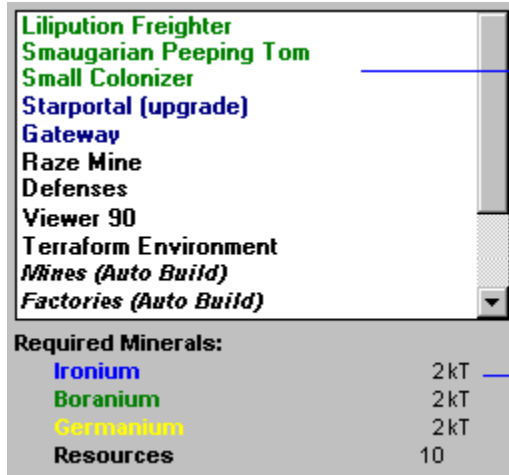 Liliputian Freighter
Smaugarian Peeping Tom
Small Colonizer
Starportal (upgrade)
Gateway
Raze Mine
Defenses
Viewer 90
Terraform Environment
Mines (Auto Build)
Factories (Auto Build)
Required Minerals:
Ironium 2kT
Boranium 2kT
Germanium 2kT
Resources 10